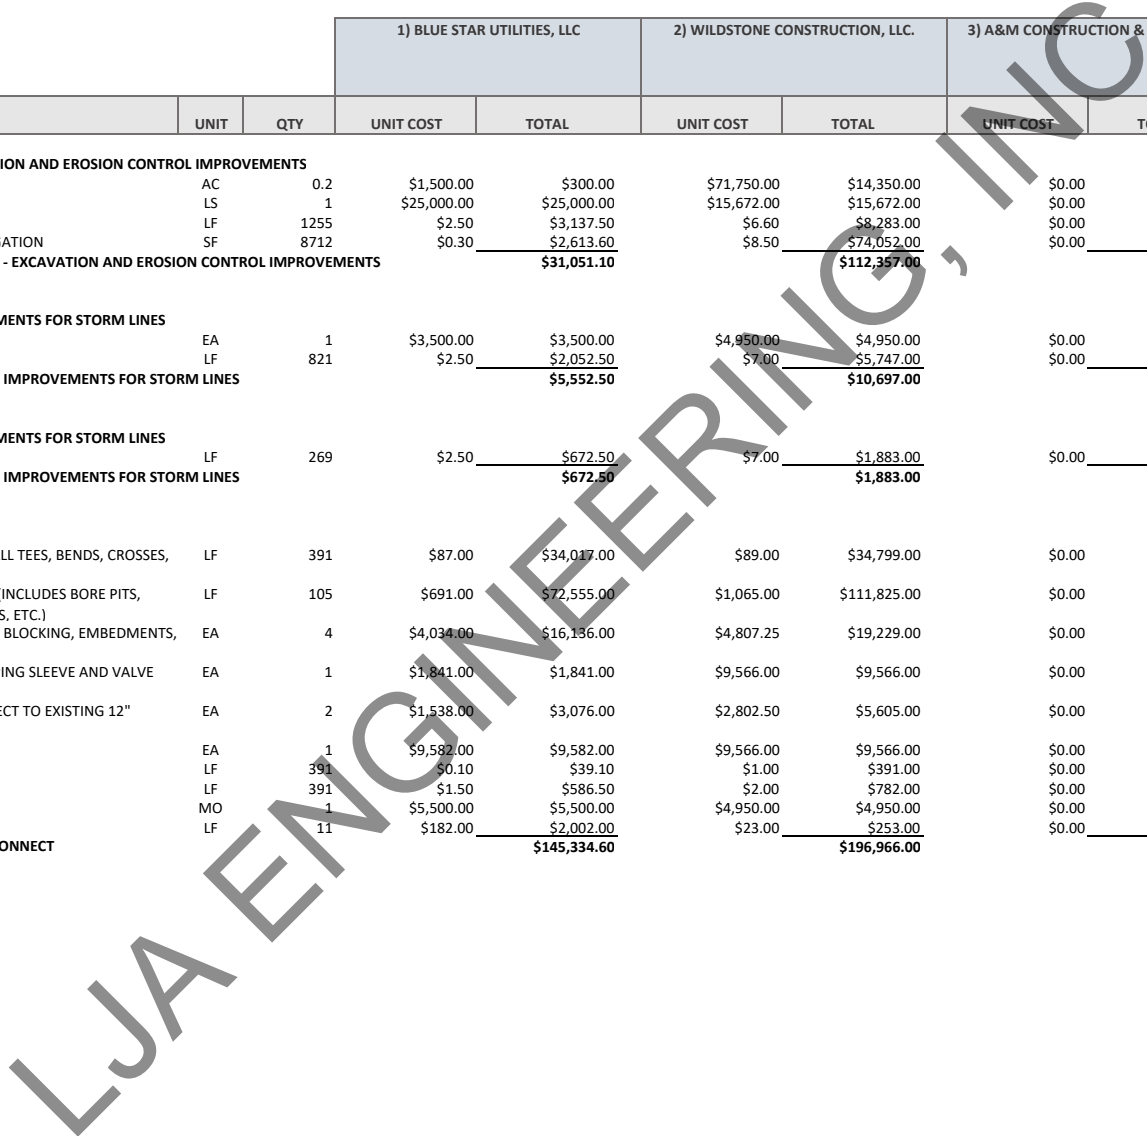 1) BLUE STAR UTILITIES, LLC 2) WILDSTONE CONSTRUCTION, LLC. 3) A&M CONSTRUCTION &
UNIT QTY UNIT COST TOTAL UNIT COST TOTAL UNIT COST
ION AND EROSION CONTROL IMPROVEMENTS
AC 0.2 $1,500.00 $300.00 $71,750.00 $14,350.00 $0.00
LS 1 $25,000.00 $25,000.00 $15,672.00 $15,672.00 $0.00
LF 1255 $2.50 $3,137.50 $6.60 $8,283.00 $0.00
GATION SF 8712 $0.30 $2,613.60 $8.50 $74,052.00 $0.00
- EXCAVATION AND EROSION CONTROL IMPROVEMENTS $31,051.10 $112,357.00
MENTS FOR STORM LINES
EA 1 $3,500.00 $3,500.00 $4,950.00 $4,950.00 $0.00
LF 821 $2.50 $2,052.50 $7.00 $5,747.00 $0.00
IMPROVEMENTS FOR STORM LINES $5,552.50 $10,697.00
MENTS FOR STORM LINES
LF 269 $2.50 $672.50 $7.00 $1,883.00 $0.00
IMPROVEMENTS FOR STORM LINES $672.50 $1,883.00
LL TEES, BENDS, CROSSES, LF 391 $87.00 $34,017.00 $89.00 $34,799.00 $0.00
(INCLUDES BORE PITS, LF 105 $691.00 $72,555.00 $1,065.00 $111,825.00 $0.00
S, ETC.)
BLOCKING, EMBEDMENTS, EA 4 $4,034.00 $16,136.00 $4,807.25 $19,229.00 $0.00
PING SLEEVE AND VALVE EA 1 $1,841.00 $1,841.00 $9,566.00 $9,566.00 $0.00
ECT TO EXISTING 12" EA 2 $1,538.00 $3,076.00 $2,802.50 $5,605.00 $0.00
EA 1 $9,582.00 $9,582.00 $9,566.00 $9,566.00 $0.00
LF 391 $0.10 $39.10 $1.00 $391.00 $0.00
LF 391 $1.50 $586.50 $2.00 $782.00 $0.00
MO 1 $5,500.00 $5,500.00 $4,950.00 $4,950.00 $0.00
LF 11 $182.00 $2,002.00 $23.00 $253.00 $0.00
ONNECT $145,334.60 $196,966.00
LJA ENGINEERING, INC